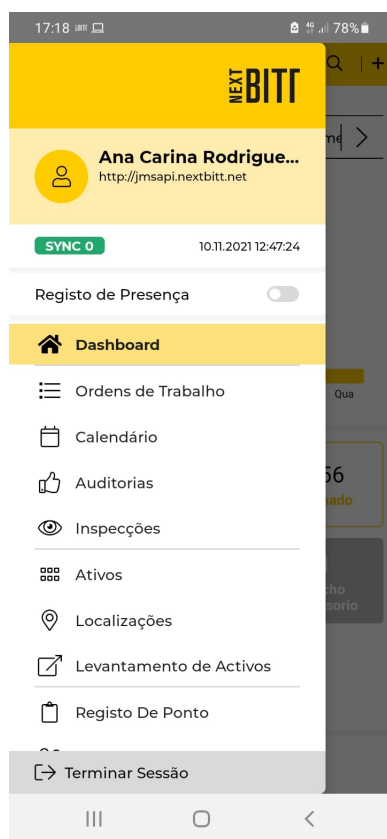 17:18
78%
NEXT BITT
Ana Carina Rodrigue...
http://jmsapi.nextbitt.net
SYNC 0
10.11.2021 12:47:24
Registo de Presença
Dashboard
Ordens de Trabalho
Qua
Calendário
Auditorias
Inspecções
Ativos
Localizações
Levantamento de Activos
Registo De Ponto
Terminar Sessão